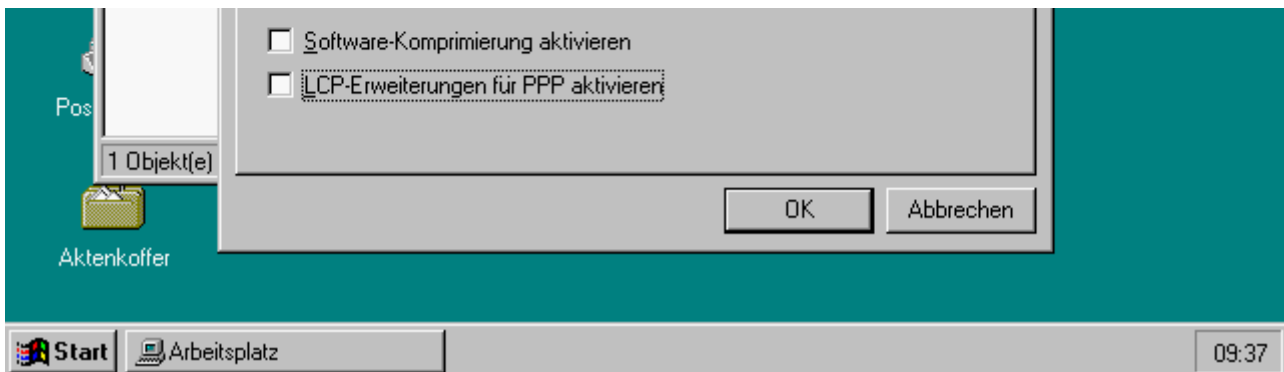 Software-Komprimierung aktivieren
LCP-Erweiterungen für PPP aktivieren
Pos
1 Objekt(e)
OK
Abbrechen
Aktenkoffer
Start
Arbeitsplatz
09:37